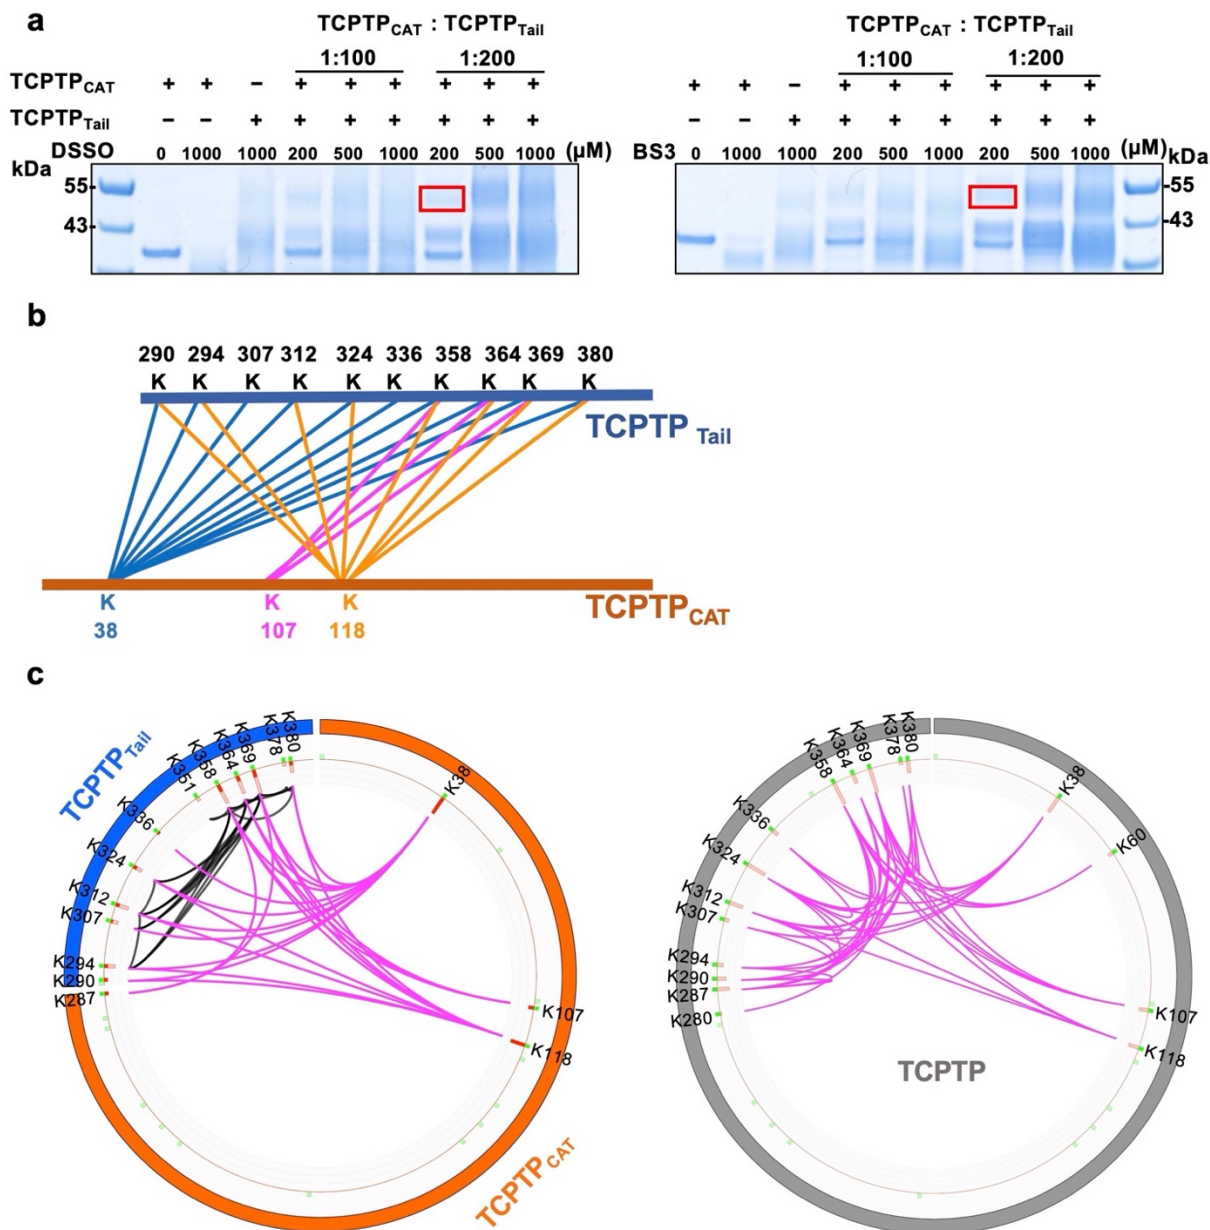 a
TCPTPCAT : TCPTPTail
1:100 1:200
TCPTPCAT + + – + + + + + +
TCPTPTail – – + + + + + + +
DSSO 0 1000 1000 200 500 1000 200 500 1000 (μM)
kDa
55-
43-
TCPTPCAT : TCPTPTail
1:100 1:200
+ + – + + + + + +
– – + + + + + + +
BS3 0 1000 1000 200 500 1000 200 500 1000 (μM) kDa
-55
-43
b
290 294 307 312 324 336 358 364 369 380
K K K K K K K K K K
TCPTP Tail
K K K
38 107 118
TCPTPCAT
c
TCPTPTail
K287
K290
K294
K307
K312
K324
K336
K351
K358
K364
K369
K378
K380
K38
K107
K118
TCPTPCAT
K280
K287
K290
K294
K307
K312
K324
K336
K358
K364
K369
K378
K380
K38
K60
K107
K118
TCPTP